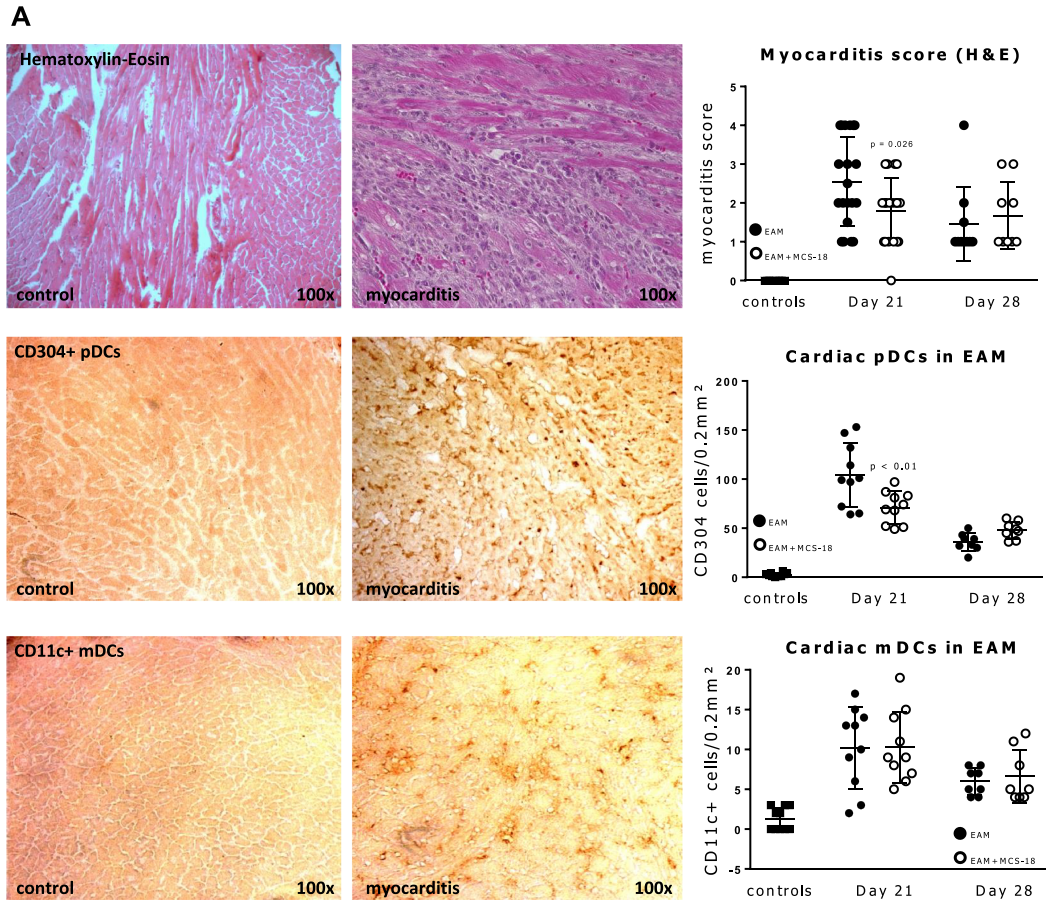 A
Hematoxylin-Eosin
control
100x
myocarditis
100x
Myocarditis score (H&E)
myocarditis score
5
4
3
2
1
0
p = 0.026
EAM
EAM+MCS-18
controls
Day 21
Day 28
CD304+ pDCs
control
100x
myocarditis
100x
Cardiac pDCs in EAM
CD304 cells/0.2mm²
200
150
100
50
0
p < 0.01
EAM
EAM+MCS-18
controls
Day 21
Day 28
CD11c+ mDCs
control
100x
myocarditis
100x
Cardiac mDCs in EAM
CD11c+ cells/0.2mm²
20
15
10
5
0
-5
EAM
EAM+MCS-18
controls
Day 21
Day 28